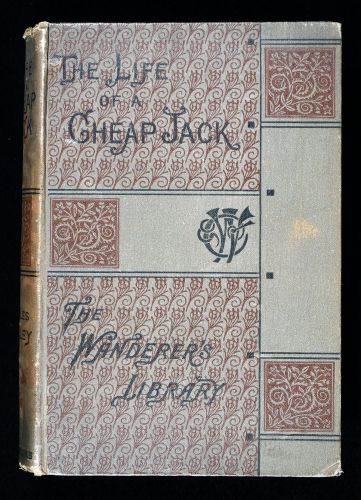 THE LIFE
OF A
CHEAP JACK
THE
WANDERER'S
LIBRARY